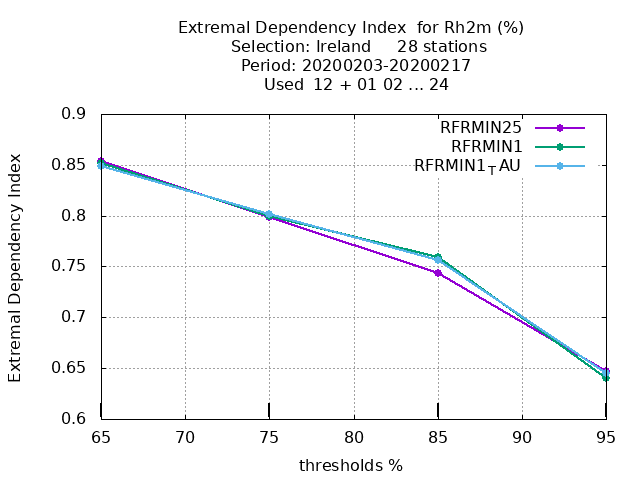 Extremal Dependency Index  for Rh2m (%)
Selection: Ireland     28 stations
Period: 20200203-20200217
Used  12 + 01 02 ... 24
RFRMIN25
RFRMIN1
RFRMIN1TAU
Extremal Dependency Index
0.9
0.85
0.8
0.75
0.7
0.65
0.6
65 70 75 80 85 90 95
thresholds %